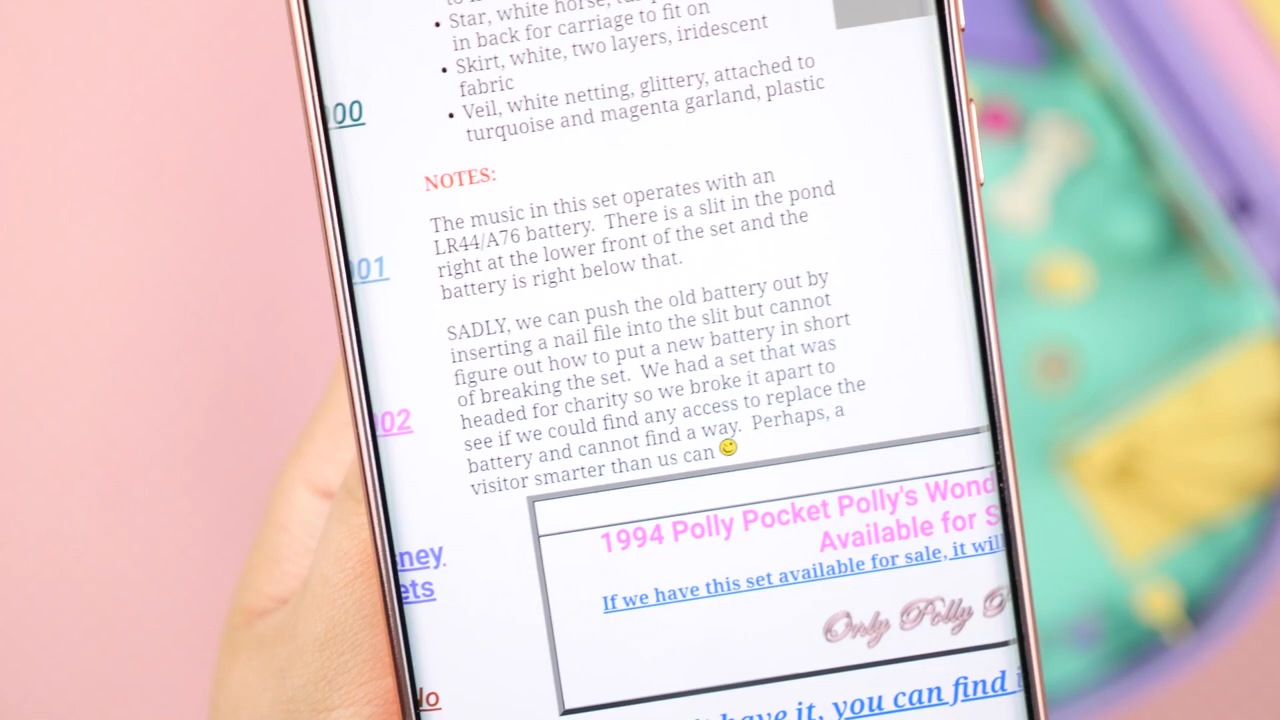 Star, white horse,
in back for carriage to fit on
Skirt, white, two layers, iridescent
fabric
Veil, white netting, glittery, attached to
turquoise and magenta garland, plastic
00
NOTES:
The music in this set operates with an
LR44/A76 battery. There is a slit in the pond
right at the lower front of the set and the
battery is right below that.
01
SADLY, we can push the old battery out by
inserting a nail file into the slit but cannot
figure out how to put a new battery in short
of breaking the set. We had a set that was
headed for charity so we broke it apart to
see if we could find any access to replace the
battery and cannot find a way. Perhaps, a
visitor smarter than us can
02
1994 Polly Pocket Polly's Wond
Available for S
If we have this set available for sale, it will
Only Polly P
ney
ets
have it, you can find
lo